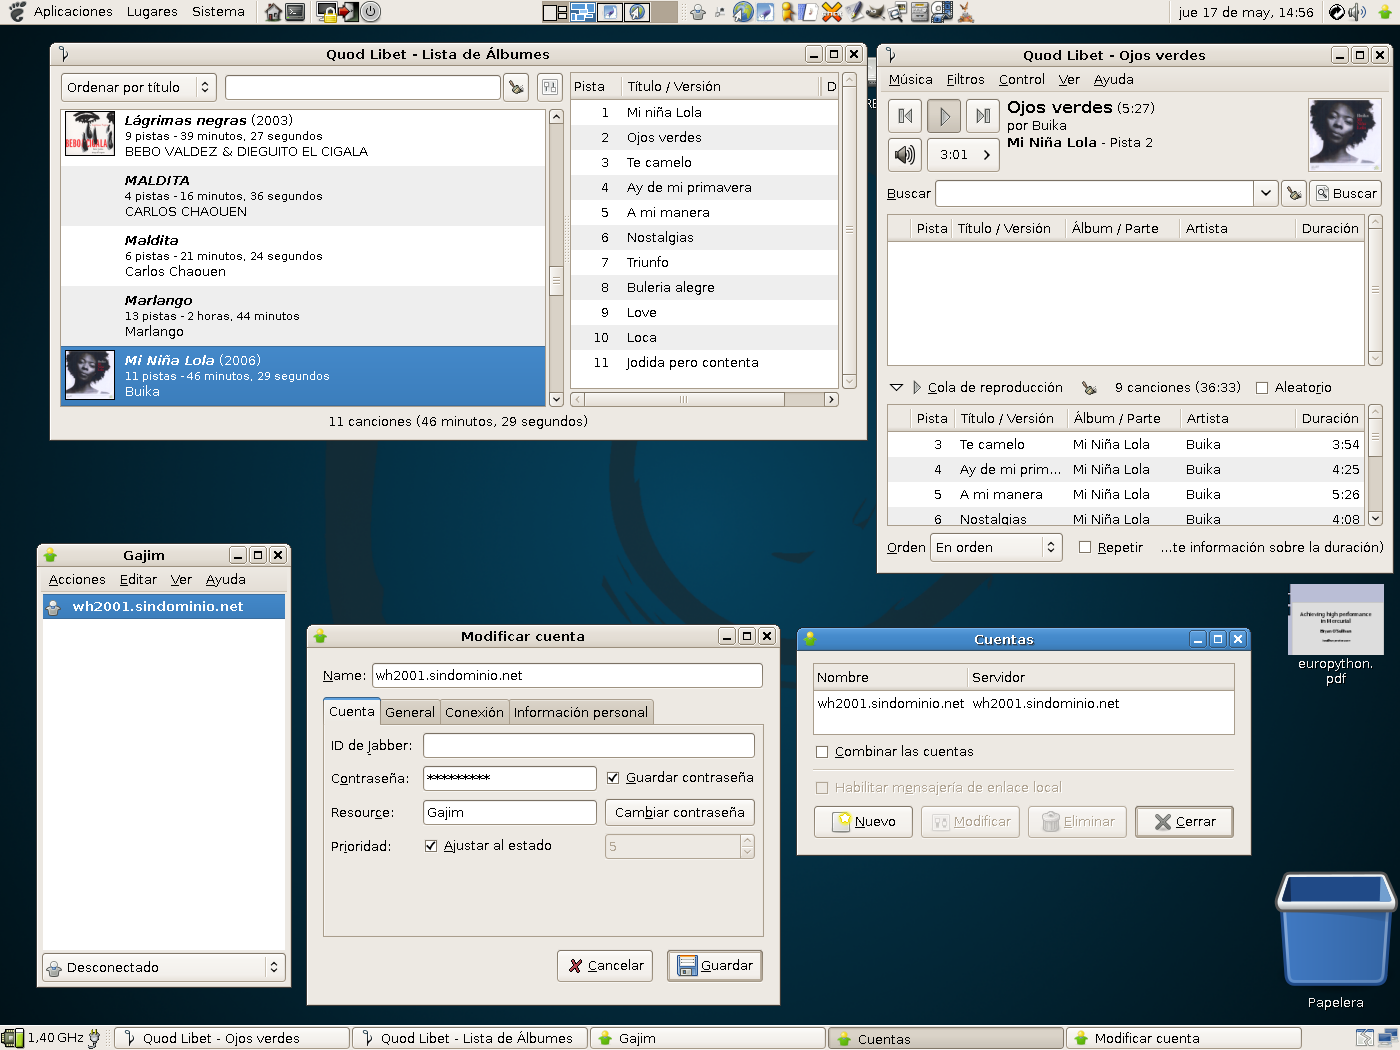 Aplicaciones Lugares Sistema
jue 17 de may, 14:56
Quod Libet - Lista de Álbumes
Ordenar por título
Lágrimas negras (2003)
9 pistas - 39 minutos, 27 segundos
BEBO VALDEZ & DIEGUITO EL CIGALA
MALDITA
4 pistas - 16 minutos, 36 segundos
CARLOS CHAOUEN
Maldita
6 pistas - 21 minutos, 24 segundos
Carlos Chaouen
Marlango
13 pistas - 2 horas, 44 minutos
Marlango
Mi Niña Lola (2006)
11 pistas - 46 minutos, 29 segundos
Buika
Pista Título / Versión D
1 Mi niña Lola
2 Ojos verdes
3 Te camelo
4 Ay de mi primavera
5 A mi manera
6 Nostalgias
7 Triunfo
8 Buleria alegre
9 Love
10 Loca
11 Jodida pero contenta
11 canciones (46 minutos, 29 segundos)
Quod Libet - Ojos verdes
Música Filtros Control Ver Ayuda
Ojos verdes (5:27)
por Buika
Mi Niña Lola - Pista 2
3:01
Buscar Buscar
Pista Título / Versión Álbum / Parte Artista Duración
Cola de reproducción 9 canciones (36:33) Aleatorio
Pista Título / Versión Álbum / Parte Artista Duración
3 Te camelo Mi Niña Lola Buika 3:54
4 Ay de mi prim... Mi Niña Lola Buika 4:25
5 A mi manera Mi Niña Lola Buika 5:26
6 Nostalgias Mi Niña Lola Buika 4:08
Orden En orden Repetir ...te información sobre la duración)
Gajim
Acciones Editar Ver Ayuda
wh2001.sindominio.net
Desconectado
Modificar cuenta
Name: wh2001.sindominio.net
Cuenta General Conexión Información personal
ID de Jabber:
Contraseña: ********* Guardar contraseña
Resource: Gajim Cambiar contraseña
Prioridad: Ajustar al estado 5
Cancelar Guardar
Cuentas
Nombre Servidor
wh2001.sindominio.net wh2001.sindominio.net
Combinar las cuentas
Habilitar mensajería de enlace local
Nuevo Modificar Eliminar Cerrar
Achieving high performance
in Mercurial
europython.
pdf
Papelera
1,40 GHz Quod Libet - Ojos verdes Quod Libet - Lista de Álbumes Gajim Cuentas Modificar cuenta